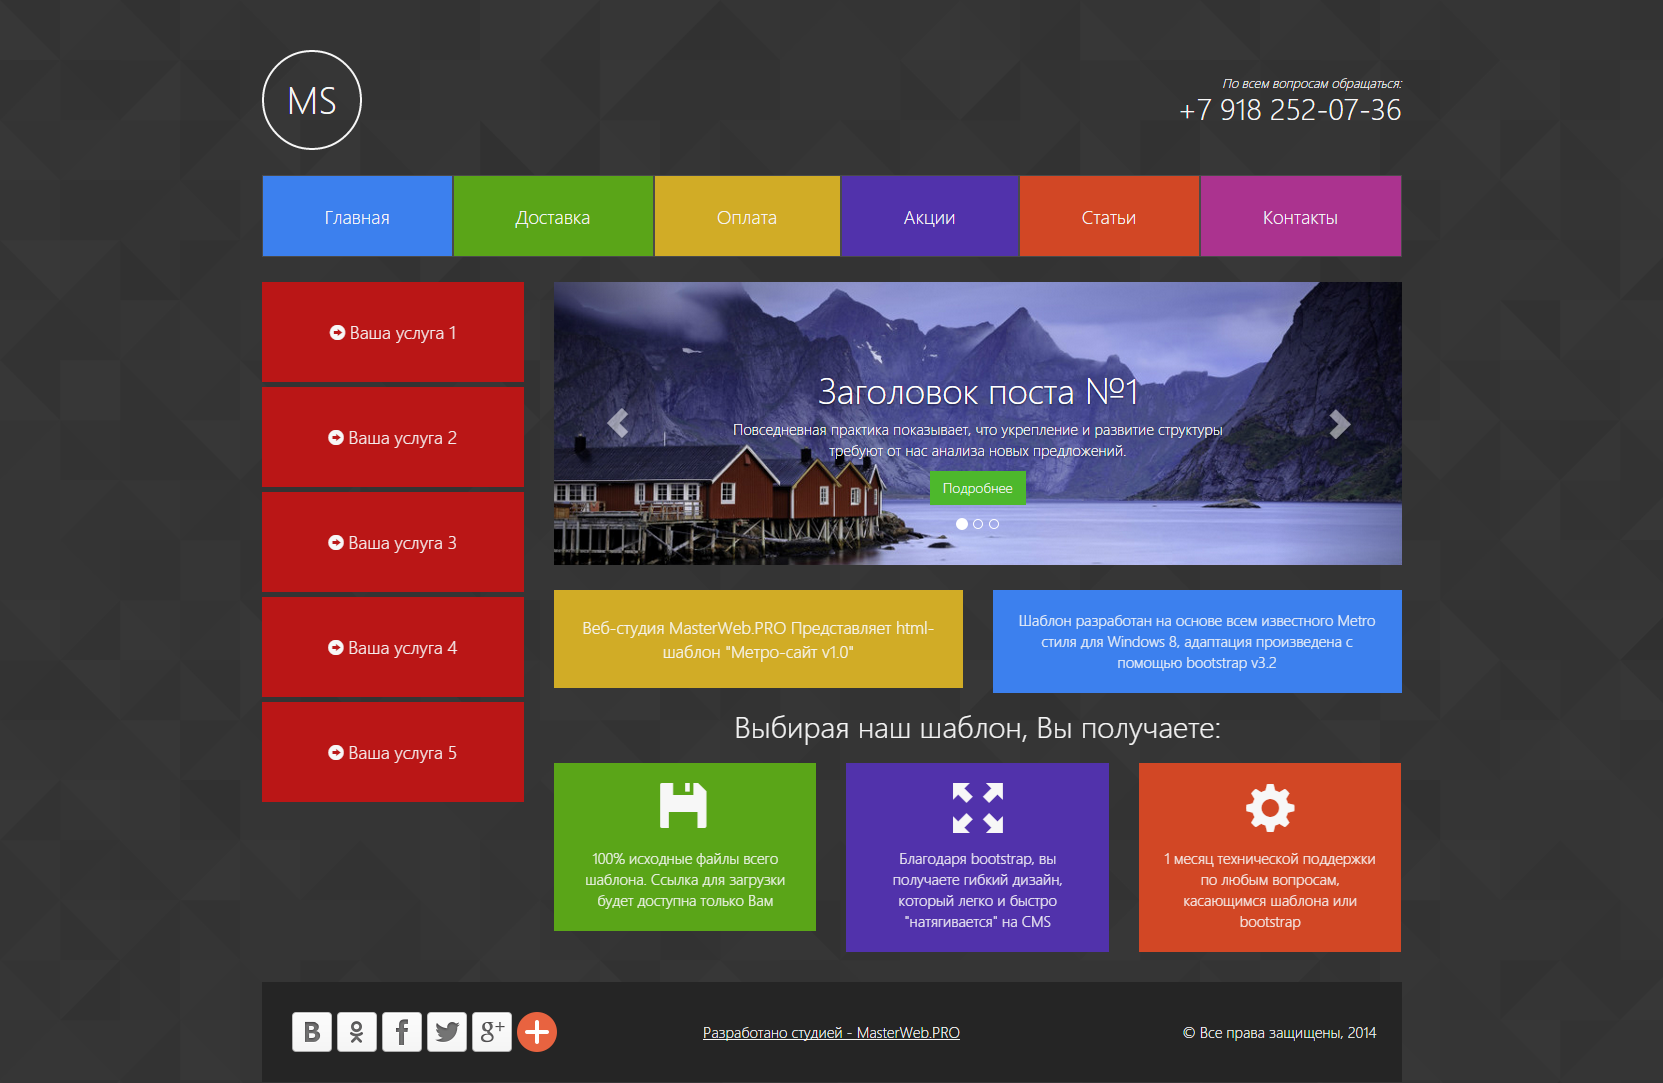 MS
По всем вопросам обращаться:
+7 918 252-07-36
Главная
Доставка
Оплата
Акции
Статьи
Контакты
Ваша услуга 1
Ваша услуга 2
Ваша услуга 3
Ваша услуга 4
Ваша услуга 5
Заголовок поста №1
Повседневная практика показывает, что укрепление и развитие структуры
требуют от нас анализа новых предложений.
Подробнее
Веб-студия MasterWeb.PRO Представляет html-
шаблон "Метро-сайт v1.0"
Шаблон разработан на основе всем известного Metro
стиля для Windows 8, адаптация произведена с
помощью bootstrap v3.2
Выбирая наш шаблон, Вы получаете:
100% исходные файлы всего
шаблона. Ссылка для загрузки
будет доступна только Вам
Благодаря bootstrap, вы
получаете гибкий дизайн,
который легко и быстро
"натягивается" на CMS
1 месяц технической поддержки
по любым вопросам,
касающимся шаблона или
bootstrap
Разработано студией - MasterWeb.PRO
© Все права защищены, 2014